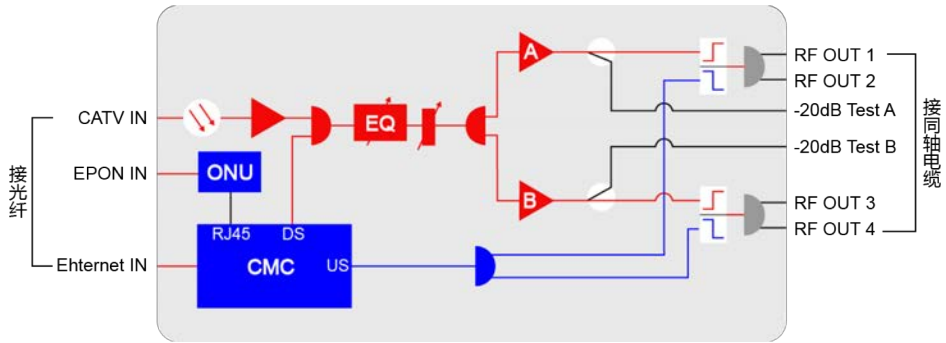 接光纤
CATV IN
EPON IN
Ehternet IN
ONU
RJ45
DS
CMC
US
EQ
A
B
RF OUT 1
RF OUT 2
-20dB Test A
-20dB Test B
RF OUT 3
RF OUT 4
接同轴电缆